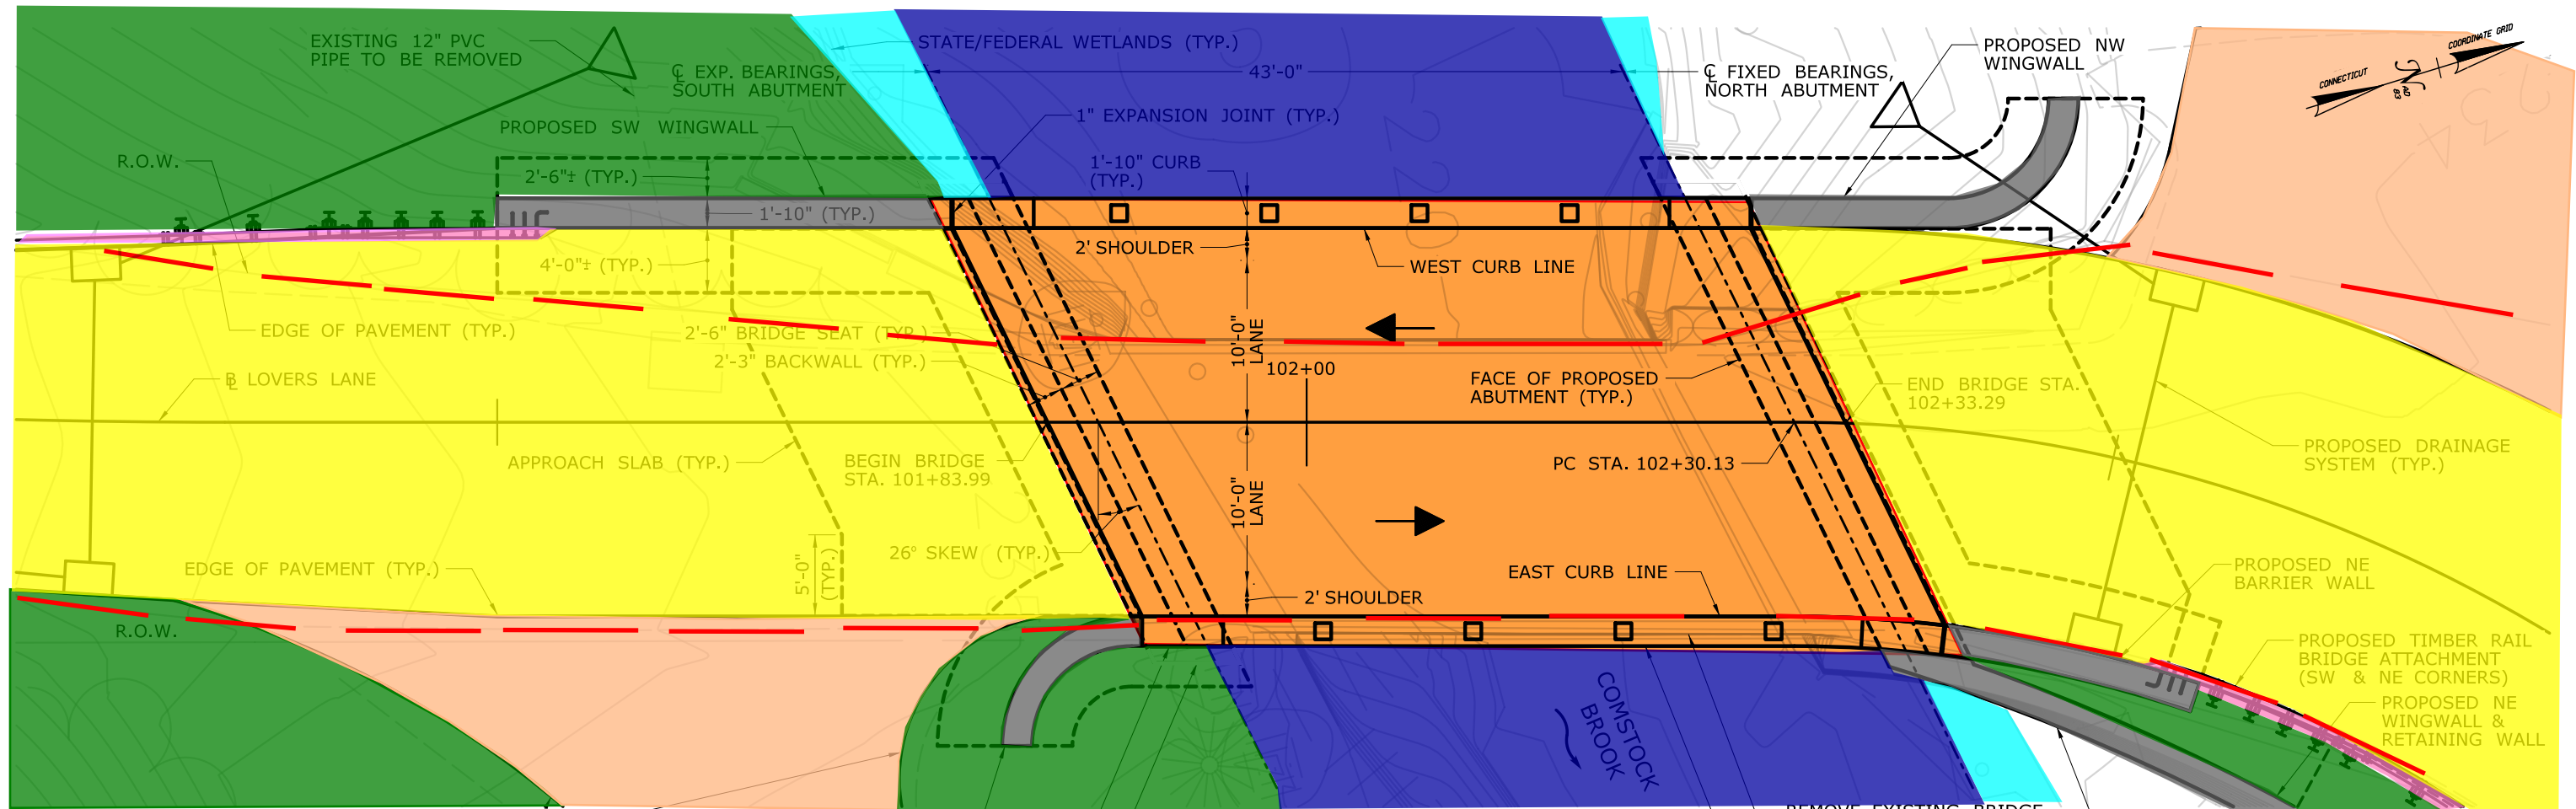 EXISTING 12" PVC
PIPE TO BE REMOVED
STATE/FEDERAL WETLANDS (TYP.)
℄ EXP. BEARINGS,
SOUTH ABUTMENT
43'-0"
℄ FIXED BEARINGS,
NORTH ABUTMENT
PROPOSED NW
WINGWALL
COORDINATE GRID
CONNECTICUT
NAD
83
PROPOSED SW WINGWALL
1" EXPANSION JOINT (TYP.)
R.O.W.
2'-6"± (TYP.)
1'-10" CURB
(TYP.)
1'-10" (TYP.)
2' SHOULDER
4'-0"± (TYP.)
WEST CURB LINE
EDGE OF PAVEMENT (TYP.)
2'-6" BRIDGE SEAT (TYP.)
2'-3" BACKWALL (TYP.)
10'-0"
LANE
102+00
BL LOVERS LANE
FACE OF PROPOSED
ABUTMENT (TYP.)
END BRIDGE STA.
102+33.29
APPROACH SLAB (TYP.)
BEGIN BRIDGE
STA. 101+83.99
10'-0"
LANE
PC STA. 102+30.13
PROPOSED DRAINAGE
SYSTEM (TYP.)
26° SKEW (TYP.)
5'-0"
(TYP.)
EDGE OF PAVEMENT (TYP.)
EAST CURB LINE
PROPOSED NE
BARRIER WALL
2' SHOULDER
R.O.W.
PROPOSED TIMBER RAIL
BRIDGE ATTACHMENT
(SW & NE CORNERS)
COMSTOCK
BROOK
PROPOSED NE
WINGWALL &
RETAINING WALL
REMOVE EXISTING BRIDGE